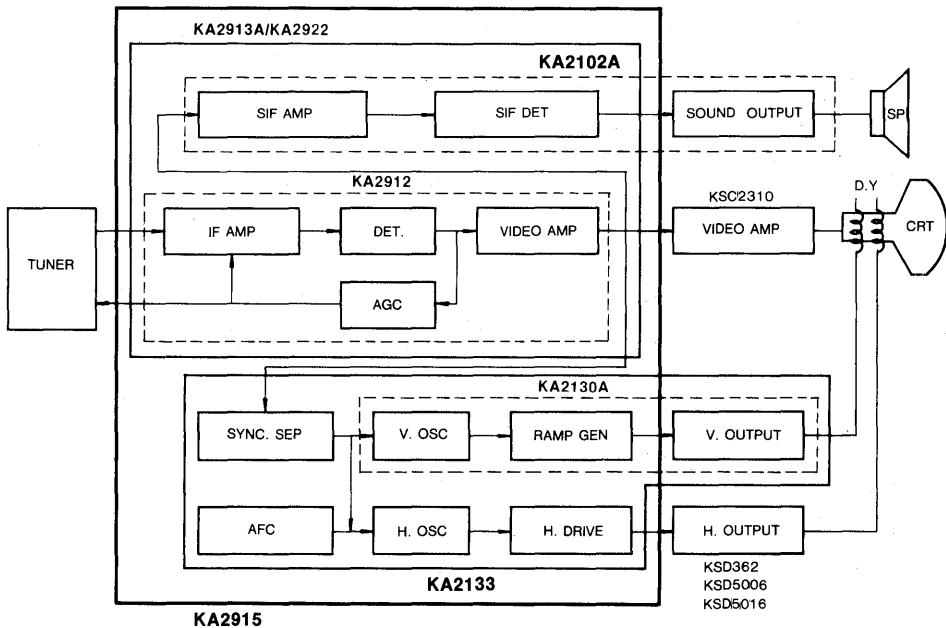 KA2913A/KA2922
KA2102A
SIF AMP
SIF DET
SOUND OUTPUT
SP
KA2912
KSC2310
D.Y
TUNER
IF AMP
DET.
VIDEO AMP
VIDEO AMP
CRT
AGC
KA2130A
SYNC. SEP
V. OSC
RAMP GEN
V. OUTPUT
AFC
H. OSC
H. DRIVE
H. OUTPUT
KA2133
KSD362
KSD5006
KSD5016
KA2915